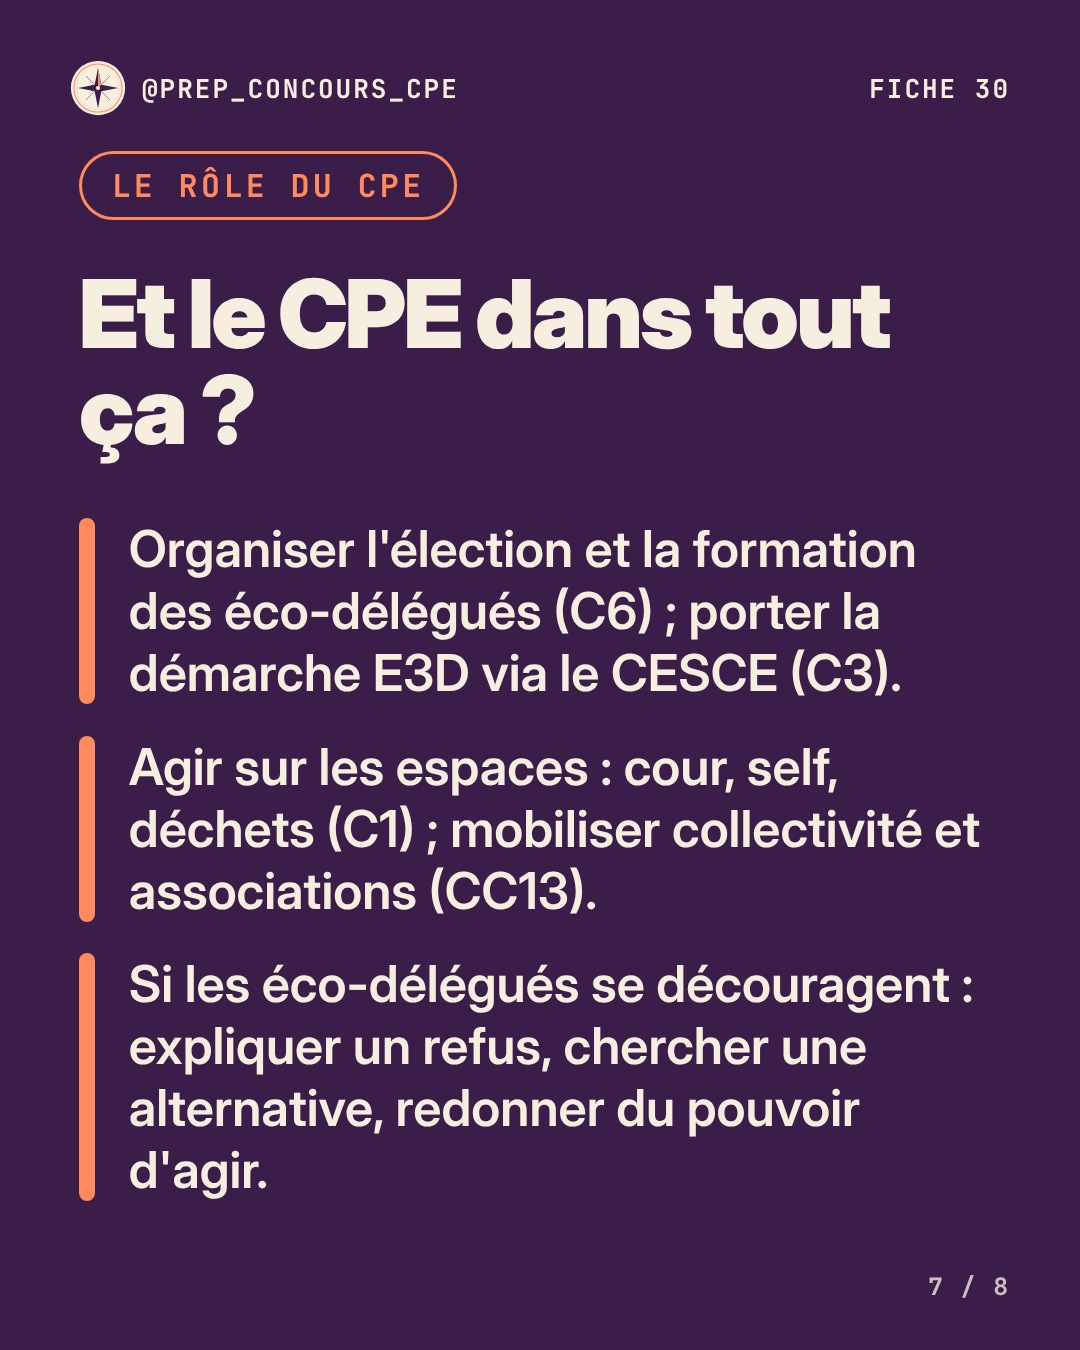 @PREP_CONCOURS_CPE
FICHE 30
LE RÔLE DU CPE
Et le CPE dans tout
ça ?
Organiser l'élection et la formation
des éco-délégués (C6) ; porter la
démarche E3D via le CESCE (C3).
Agir sur les espaces : cour, self,
déchets (C1) ; mobiliser collectivité et
associations (CC13).
Si les éco-délégués se découragent :
expliquer un refus, chercher une
alternative, redonner du pouvoir
d'agir.
7 / 8